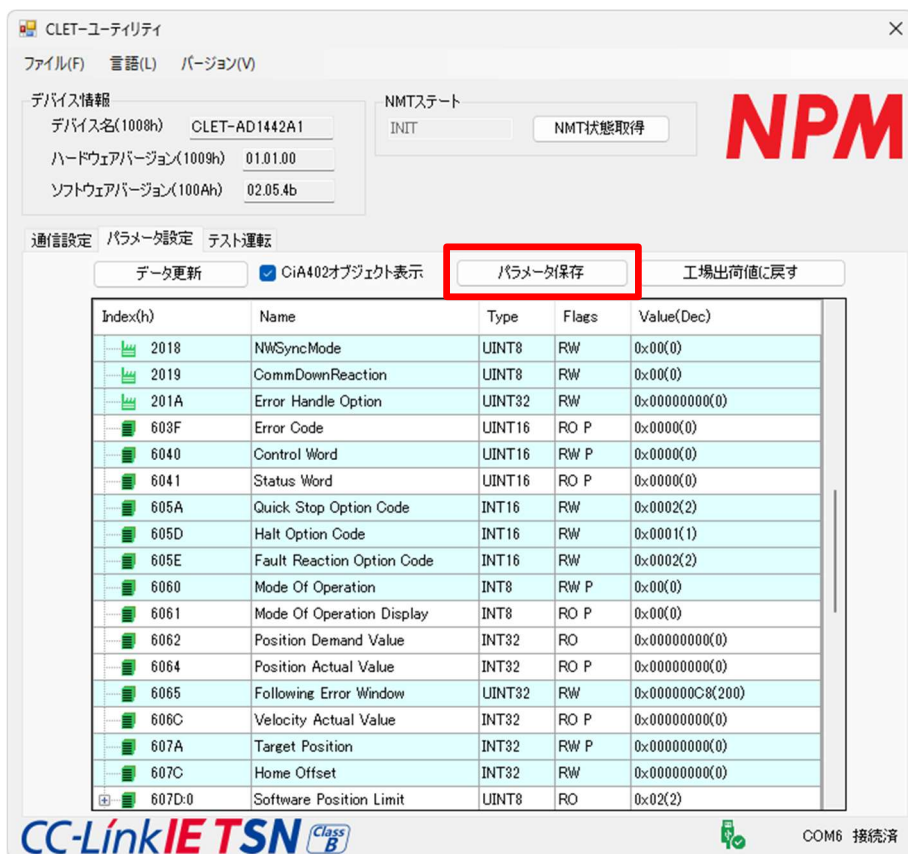 CLET-ユーティリティ
ファイル(F) 言語(L) バージョン(V)
デバイス情報
デバイス名(1008h) CLET-AD1442A1
ハードウェアバージョン(1009h) 01.01.00
ソフトウェアバージョン(100Ah) 02.05.4b
NMTステート
INIT NMT状態取得
NPM
通信設定 パラメータ設定 テスト運転
データ更新 CiA402オブジェクト表示 パラメータ保存 工場出荷値に戻す
Index(h) Name Type Flags Value(Dec)
2018 NWSyncMode UINT8 RW 0x00(0)
2019 CommDownReaction UINT8 RW 0x00(0)
201A Error Handle Option UINT32 RW 0x00000000(0)
603F Error Code UINT16 RO P 0x0000(0)
6040 Control Word UINT16 RW P 0x0000(0)
6041 Status Word UINT16 RO P 0x0000(0)
605A Quick Stop Option Code INT16 RW 0x0002(2)
605D Halt Option Code INT16 RW 0x0001(1)
605E Fault Reaction Option Code INT16 RW 0x0002(2)
6060 Mode Of Operation INT8 RW P 0x00(0)
6061 Mode Of Operation Display INT8 RO P 0x00(0)
6062 Position Demand Value INT32 RO 0x00000000(0)
6064 Position Actual Value INT32 RO P 0x00000000(0)
6065 Following Error Window UINT32 RW 0x000000C8(200)
606C Velocity Actual Value INT32 RO P 0x00000000(0)
607A Target Position INT32 RW P 0x00000000(0)
607C Home Offset INT32 RW 0x00000000(0)
607D:0 Software Position Limit UINT8 RO 0x02(2)
CC-Link IE TSN Class B COM6 接続済